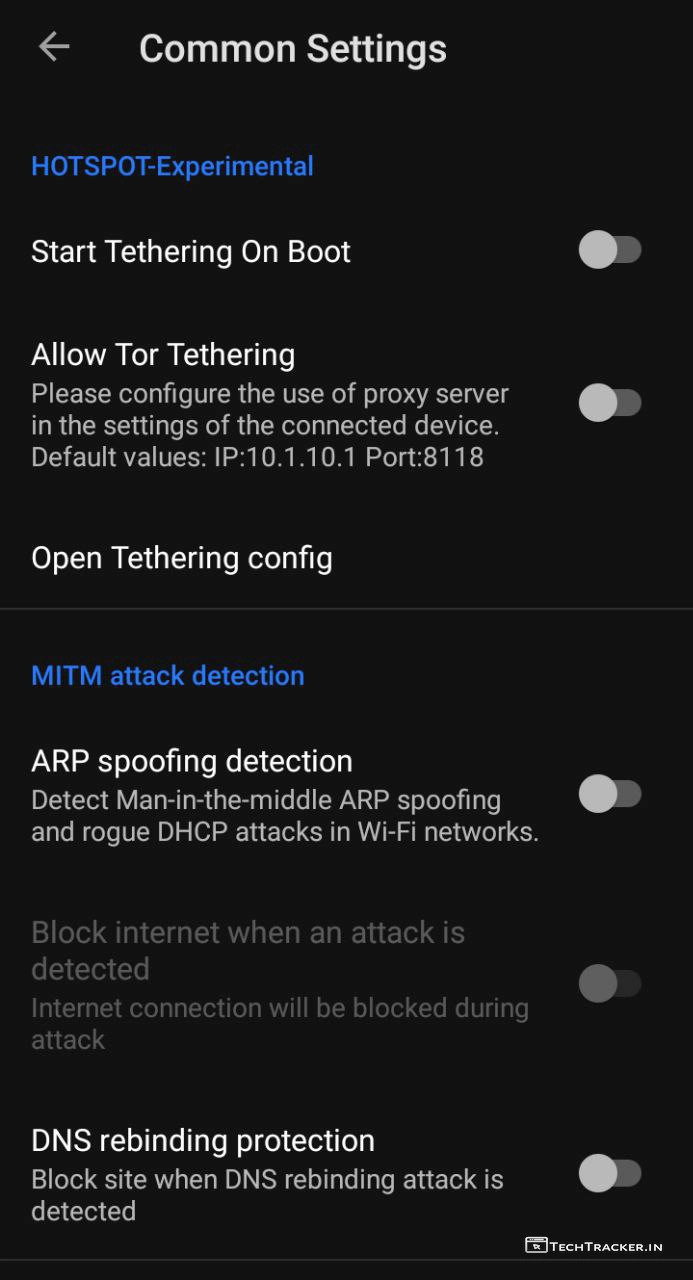 Common Settings
HOTSPOT-Experimental
Start Tethering On Boot
Allow Tor Tethering
Please configure the use of proxy server
in the settings of the connected device.
Default values: IP:10.1.10.1 Port:8118
Open Tethering config
MITM attack detection
ARP spoofing detection
Detect Man-in-the-middle ARP spoofing
and rogue DHCP attacks in Wi-Fi networks.
Block internet when an attack is
detected
Internet connection will be blocked during
attack
DNS rebinding protection
Block site when DNS rebinding attack is
detected
TECHTRACKER.IN